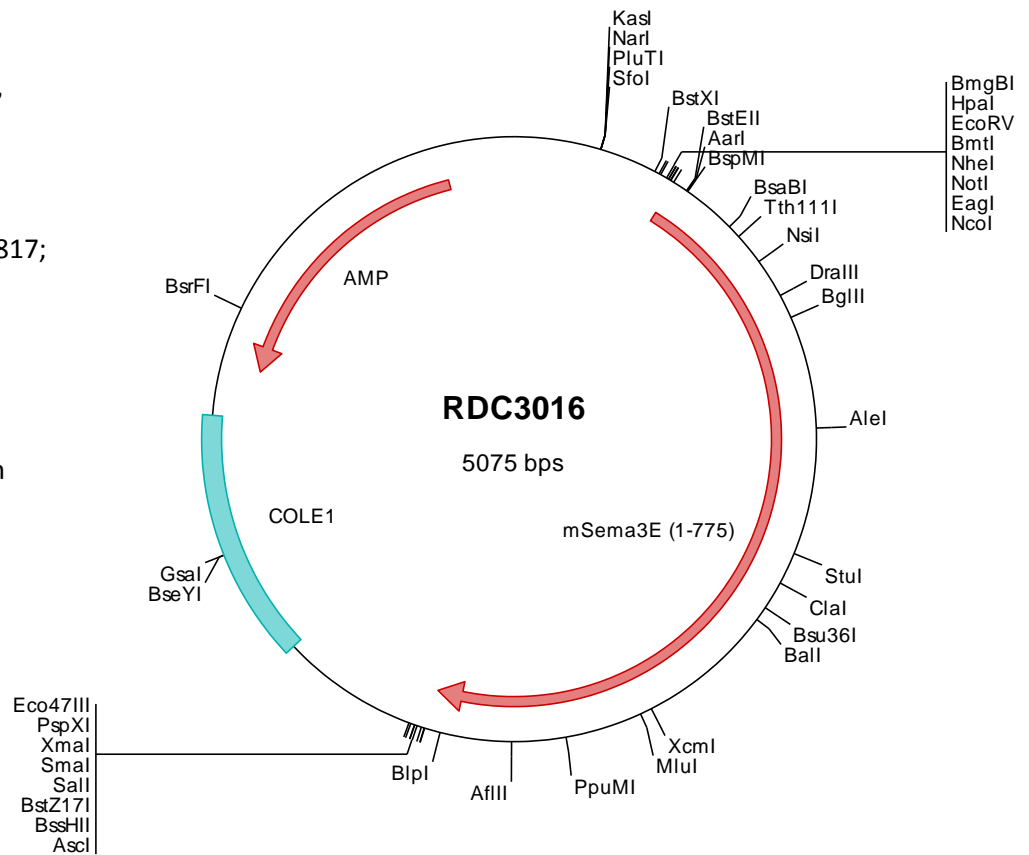 ,
817;
n
KasI
NarI
PluTI
SfoI
BstXI
BstEII
AarI
BspMI
BmgBI
HpaI
EcoRV
BmtI
NheI
NotI
EagI
NcoI
BsaBI
Tth111I
NsiI
DraIII
BglII
AleI
StuI
ClaI
Bsu36I
BalI
XcmI
MluI
PpuMI
AflII
BlpI
Eco47III
PspXI
XmaI
SmaI
SalI
BstZ17I
BssHII
AscI
GsaI
BseYI
BsrFI
AMP
COLE1
RDC3016
5075 bps
mSema3E (1-775)